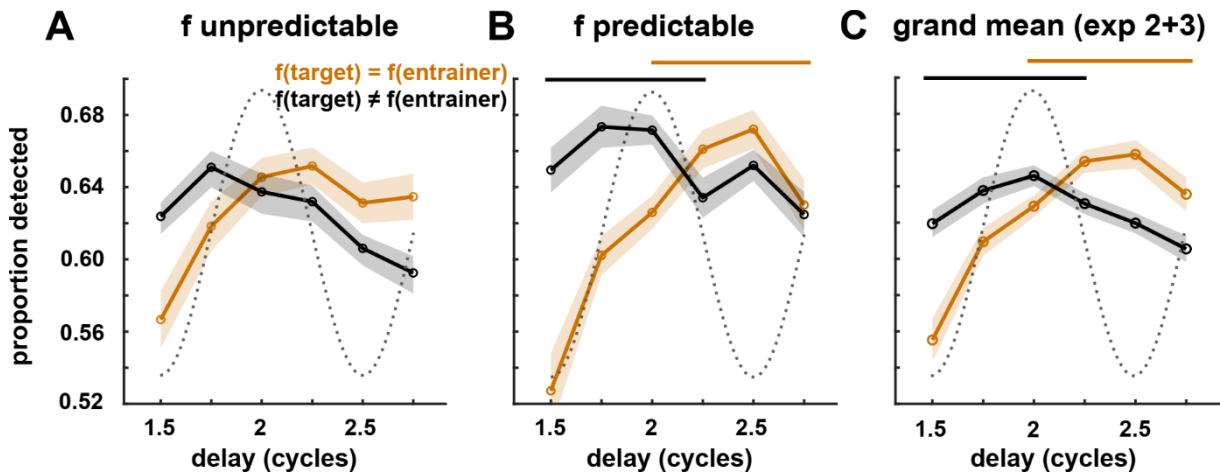 A f unpredictable
B f predictable
C grand mean (exp 2+3)
f(target) = f(entrainer)
f(target) ≠ f(entrainer)
proportion detected
0.68
0.64
0.60
0.56
0.52
1.5 2 2.5
1.5 2 2.5
1.5 2 2.5
delay (cycles)
delay (cycles)
delay (cycles)